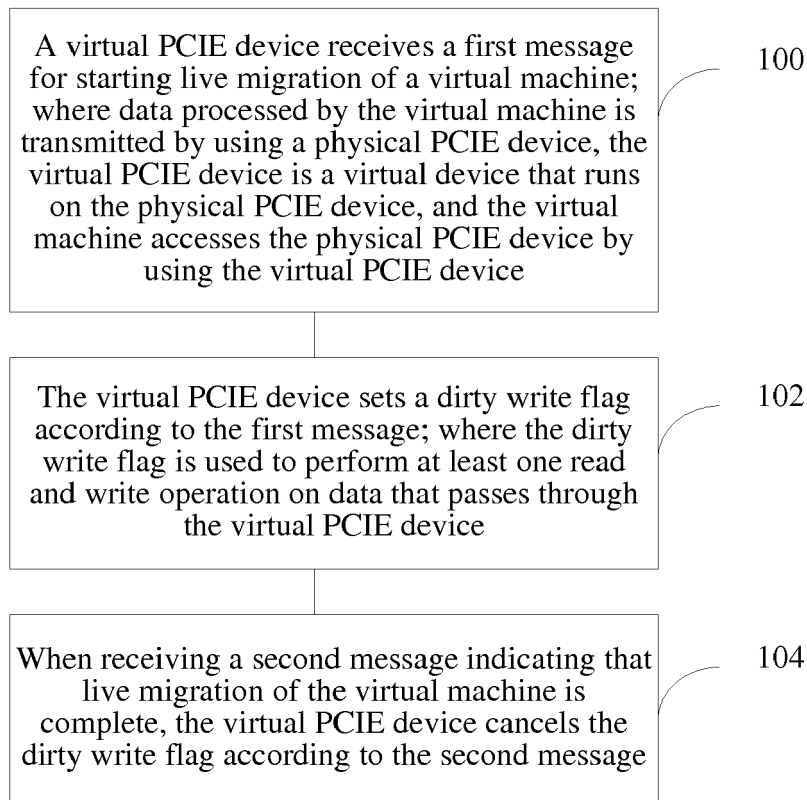 A virtual PCIE device receives a first message
for starting live migration of a virtual machine;
where data processed by the virtual machine is
transmitted by using a physical PCIE device, the
virtual PCIE device is a virtual device that runs
on the physical PCIE device, and the virtual
machine accesses the physical PCIE device by
using the virtual PCIE device
100
The virtual PCIE device sets a dirty write flag
according to the first message; where the dirty
write flag is used to perform at least one read
and write operation on data that passes through
the virtual PCIE device
102
When receiving a second message indicating that
live migration of the virtual machine is
complete, the virtual PCIE device cancels the
dirty write flag according to the second message
104